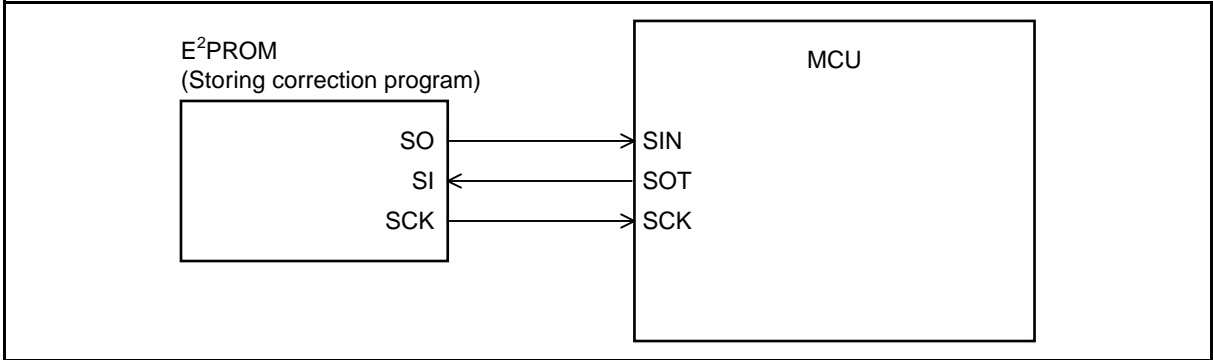 E²PROM
(Storing correction program)
MCU
SO
SIN
SI
SOT
SCK
SCK